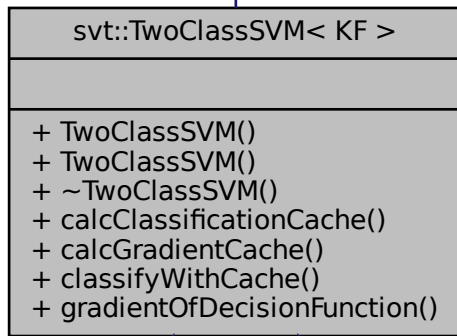 svt::TwoClassSVM< KF >
+ TwoClassSVM()
+ TwoClassSVM()
+ ~TwoClassSVM()
+ calcClassificationCache()
+ calcGradientCache()
+ classifyWithCache()
+ gradientOfDecisionFunction()